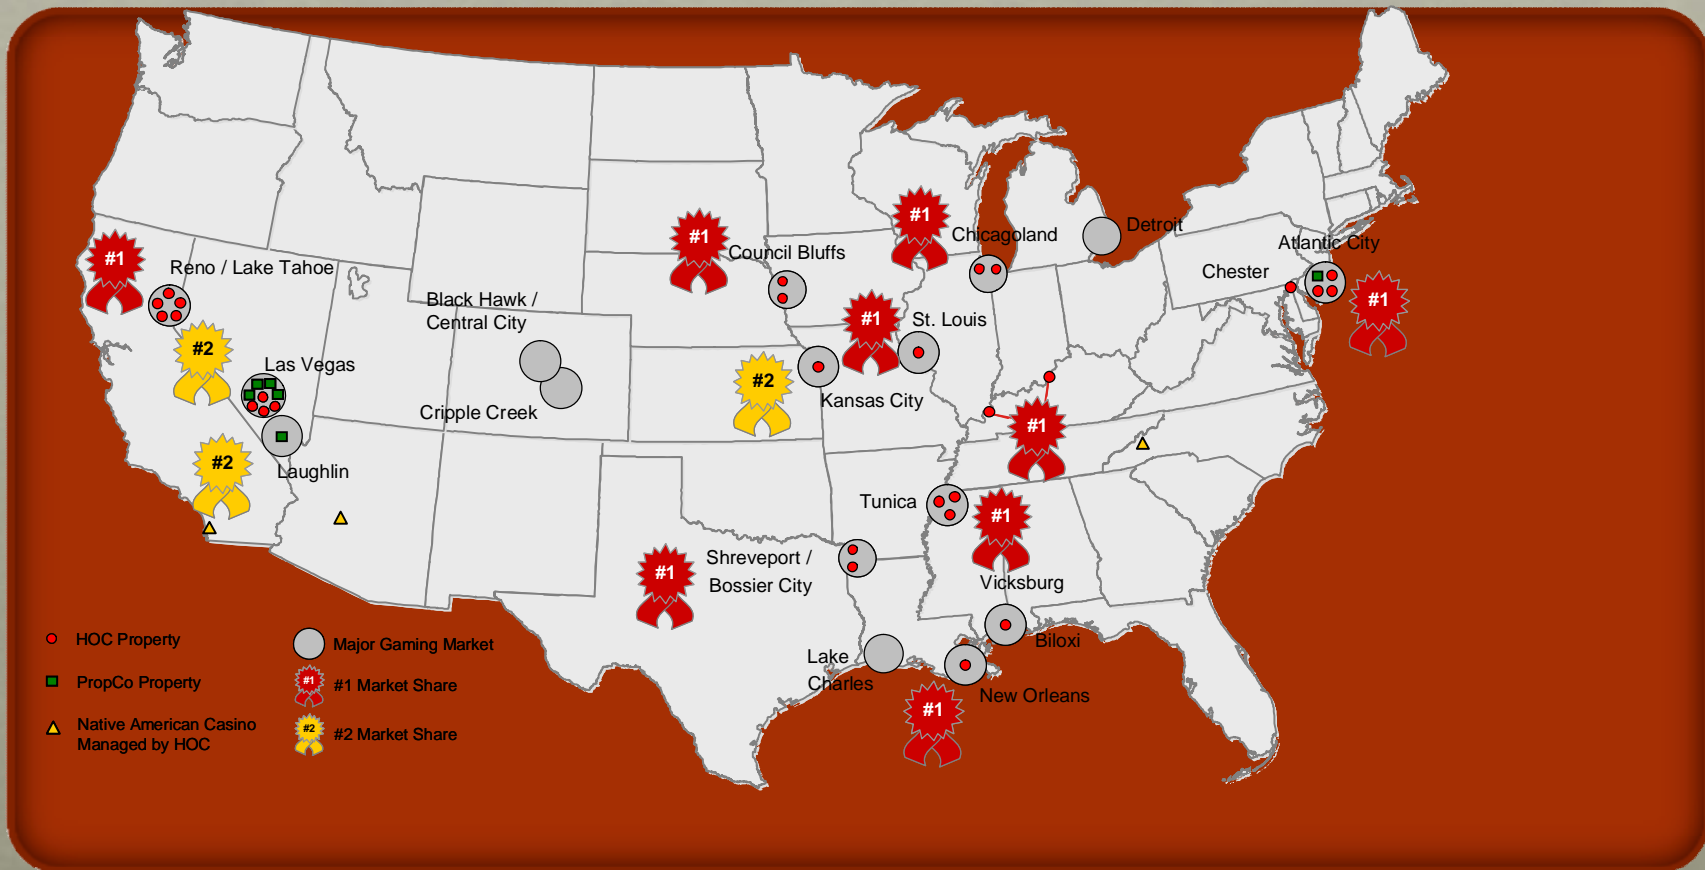 #1
Reno / Lake Tahoe
#2
Las Vegas
#2
Laughlin
Black Hawk /
Central City
Cripple Creek
#1
Council Bluffs
#1
Chicagoland
Detroit
#1
St. Louis
#2
Kansas City
Atlantic City
Chester
#1
#1
Tunica
#1
Vicksburg
#1
Shreveport /
Bossier City
Biloxi
Lake
Charles
New Orleans
#1
HOC Property
PropCo Property
Native American Casino
Managed by HOC
Major Gaming Market
#1
#1 Market Share
#2
#2 Market Share